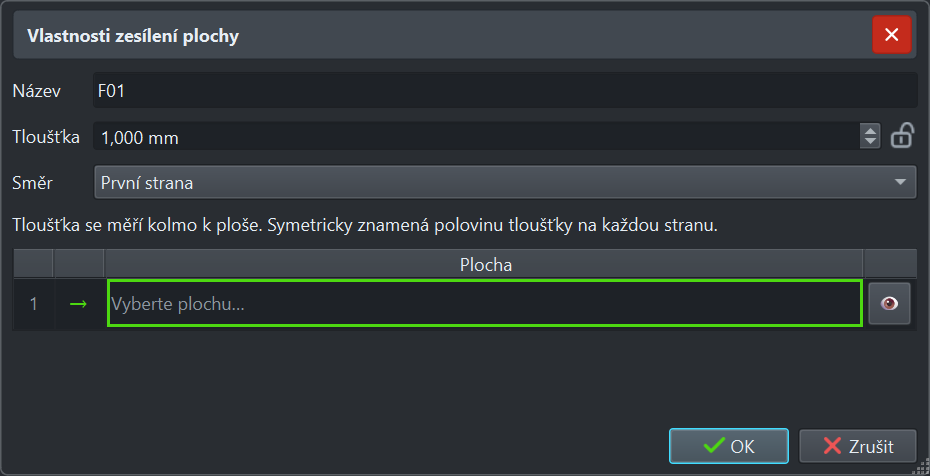 Vlastnosti zesílení plochy
Název F01
Tloušťka 1,000 mm
Směr První strana
Tloušťka se měří kolmo k ploše. Symetricky znamená polovinu tloušťky na každou stranu.
Plocha
1 → Vyberte plochu...
OK Zrušit